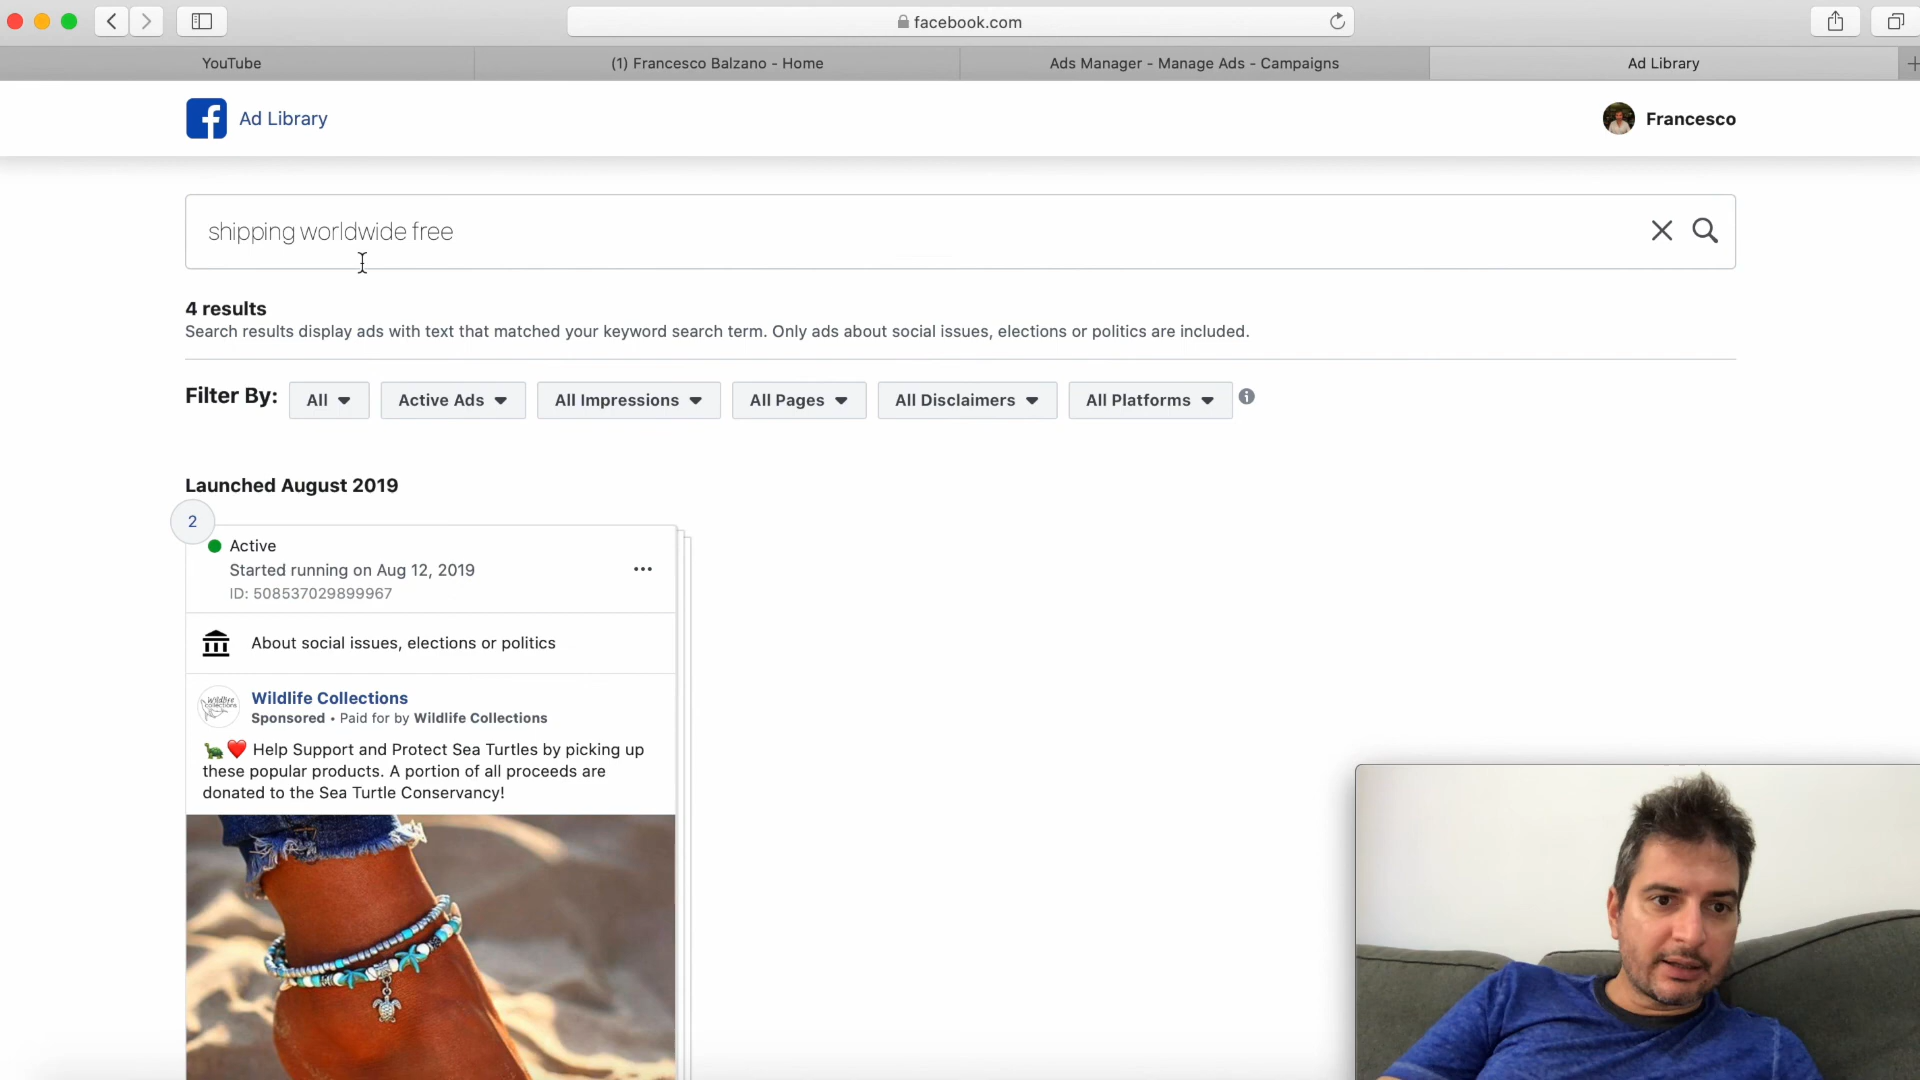 facebook.com
YouTube
(1) Francesco Balzano - Home
Ads Manager - Manage Ads - Campaigns
Ad Library
Ad Library
Francesco
shipping worldwide free
4 results
Search results display ads with text that matched your keyword search term. Only ads about social issues, elections or politics are included.
Filter By:
All
Active Ads
All Impressions
All Pages
All Disclaimers
All Platforms
Launched August 2019
2
Active
Started running on Aug 12, 2019
ID: 508537029899967
About social issues, elections or politics
Wildlife Collections
Sponsored • Paid for by Wildlife Collections
🐢❤️ Help Support and Protect Sea Turtles by picking up
these popular products. A portion of all proceeds are
donated to the Sea Turtle Conservancy!